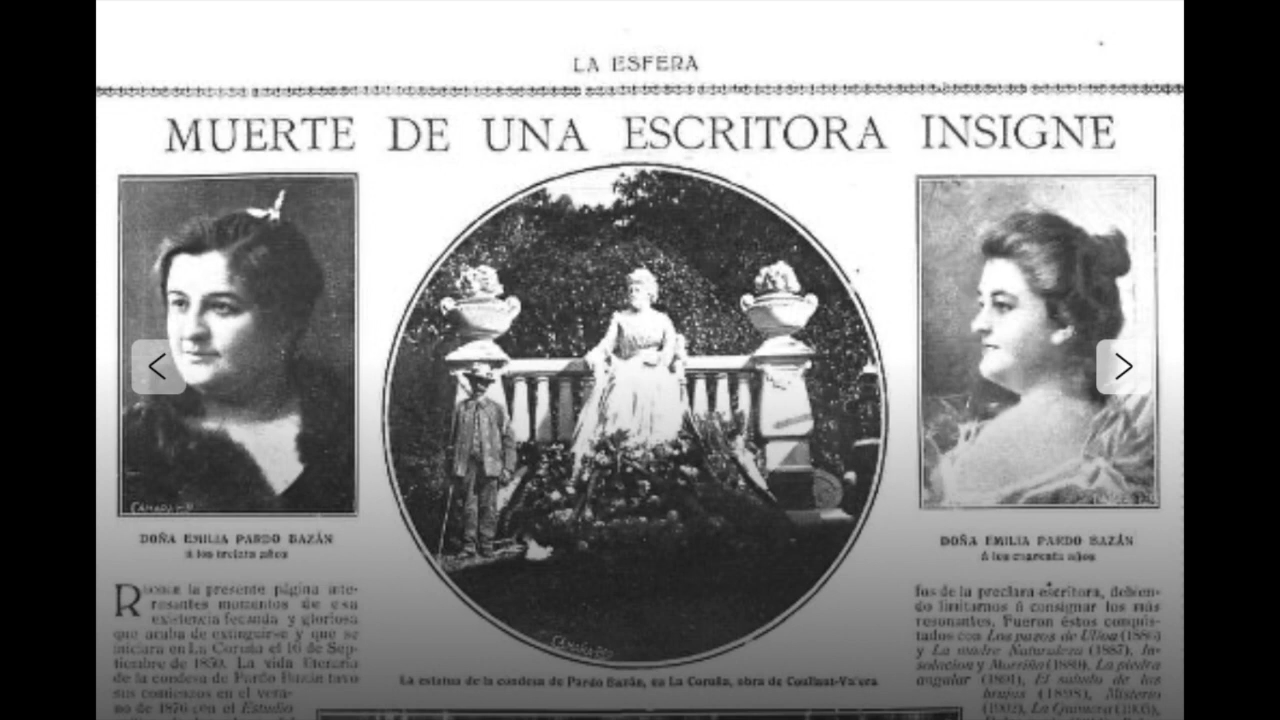 LA ESFERA
MUERTE DE UNA ESCRITORA INSIGNE
DOÑA EMILIA PARDO BAZÁN
á los treinta años
RECOGE la presente página inte-
resantes momentos de esa
existencia fecunda y gloriosa
que acaba de extinguirse y que se
iniciara en La Coruña el 16 de Sep-
tiembre de 1850. La vida literaria
de la condesa de Pardo Bazán tuvo
sus comienzos en el vera-
no de 1876 con el Estudio
La estatua de la condesa de Pardo Bazán, en La Coruña, obra de Coullaut-Valera
DOÑA EMILIA PARDO BAZÁN
á los cuarenta años
fos de la preclara escritora, debien-
do limitarnos á consignar los más
resonantes. Fueron éstos conquis-
tados con Los pazos de Ulloa (1886)
y La madre Naturaleza (1887), In-
solación y Morriña (1889), La piedra
angular (1891), El saludo de las
brujas (1898), Misterio
(1902), La Quimera (1905),